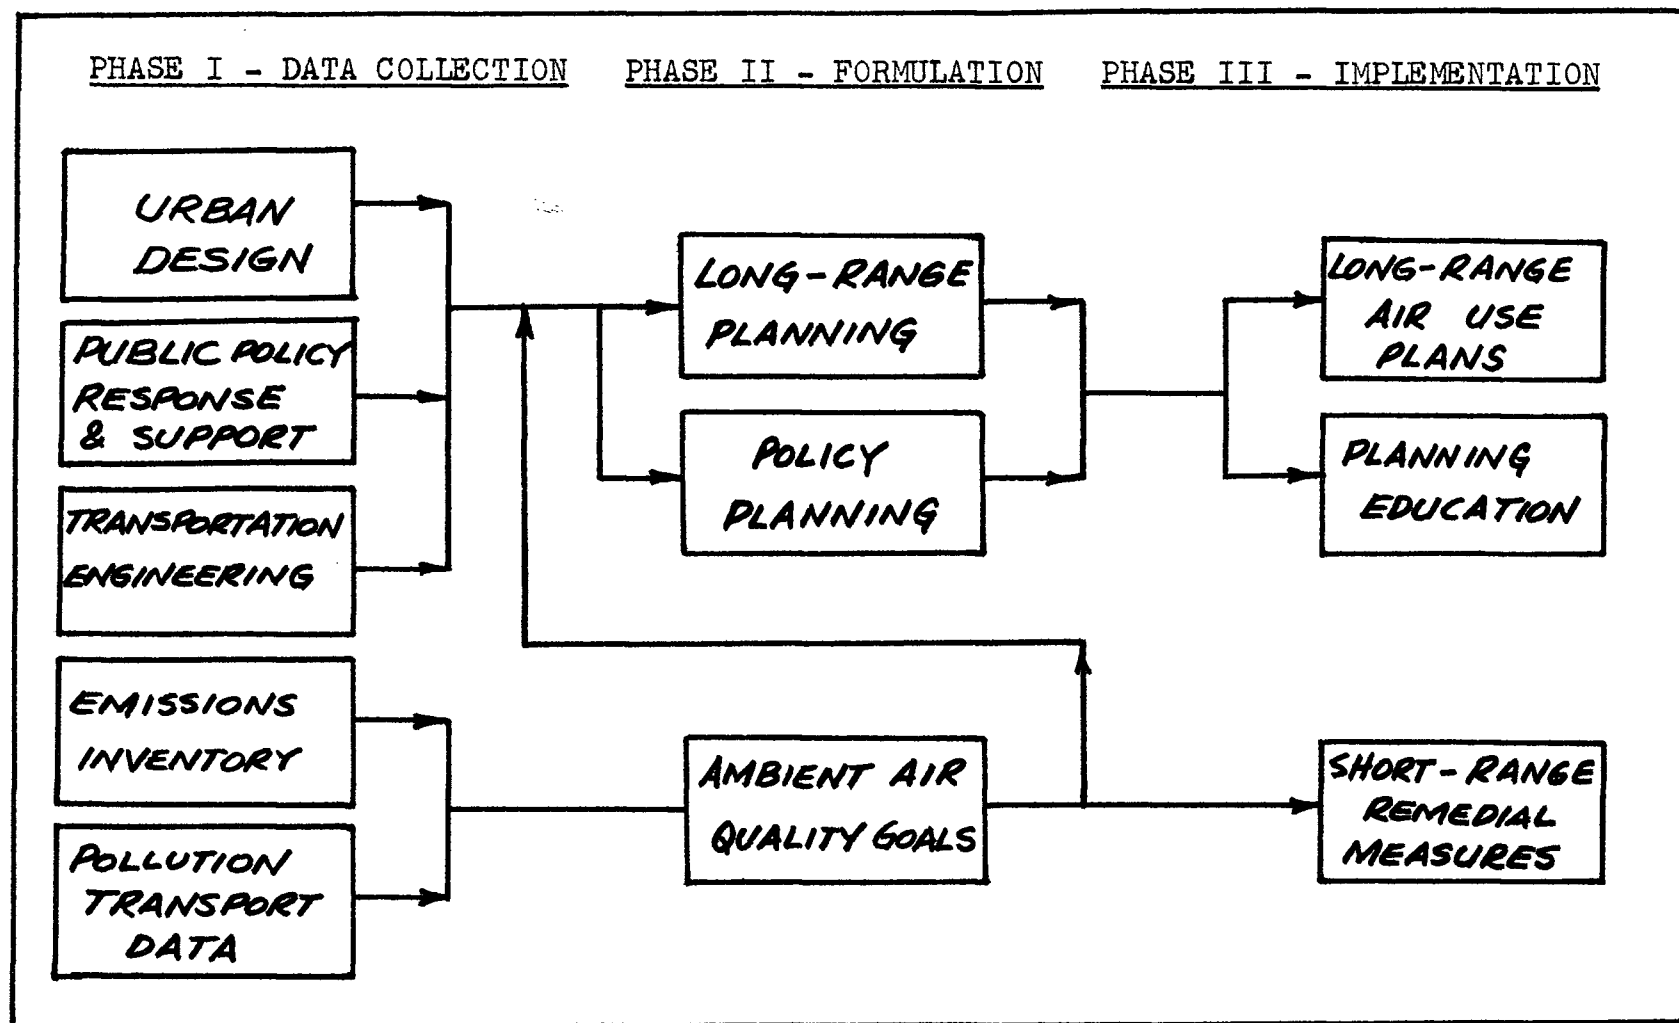 PHASE I - DATA COLLECTION
PHASE II - FORMULATION
PHASE III - IMPLEMENTATION
URBAN
DESIGN
PUBLIC POLICY
RESPONSE
& SUPPORT
TRANSPORTATION
ENGINEERING
EMISSIONS
INVENTORY
POLLUTION
TRANSPORT
DATA
LONG-RANGE
PLANNING
POLICY
PLANNING
AMBIENT AIR
QUALITY GOALS
LONG-RANGE
AIR USE
PLANS
PLANNING
EDUCATION
SHORT-RANGE
REMEDIAL
MEASURES